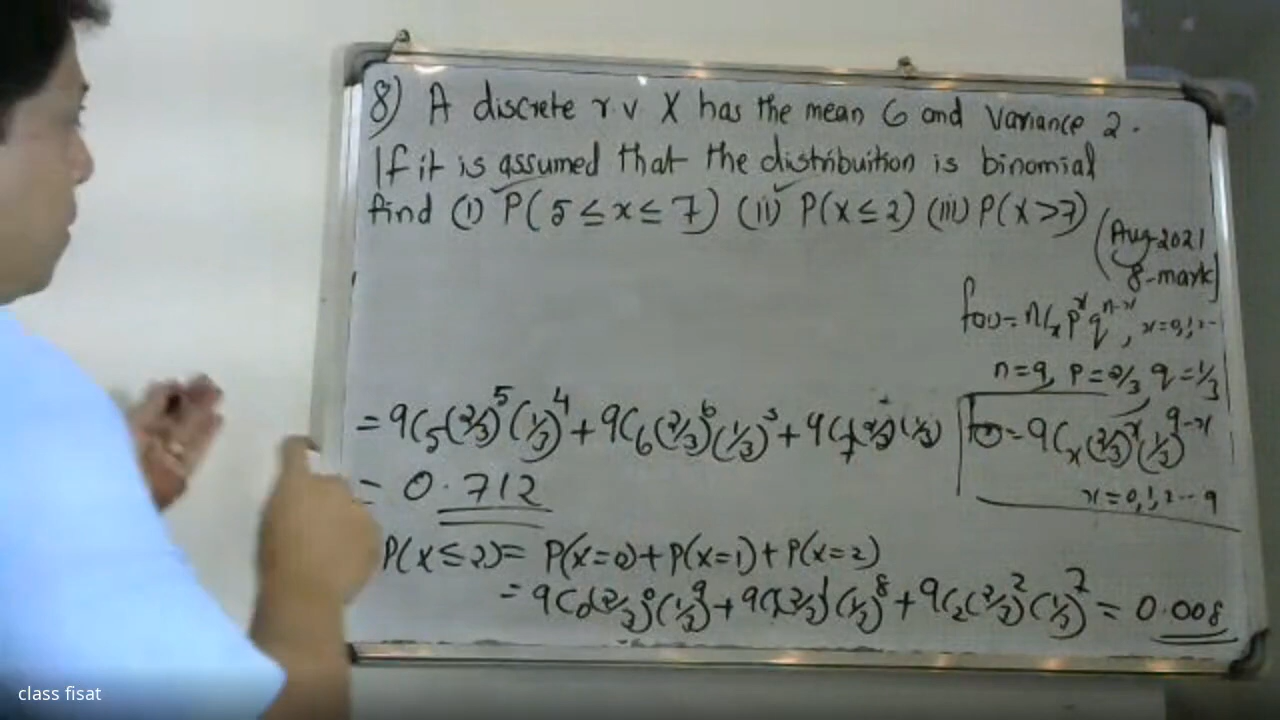 8) A discrete r v X has the mean 6 and Variance 2.
If it is assumed that the distribuition is binomial
find (i) P(5 ≤ x ≤ 7) (ii) P(x ≤ 2) (iii) P(X > 7)
(Aug-2021
8-mark)
f(x) = nCx p^x q^(n-x), x=0,1,2--
n=9, p=2/3 q=1/3
f(x) = 9Cx (2/3)^x (1/3)^(9-x)
x=0,1,2--9
= 9C5 (2/3)^5 (1/3)^4 + 9C6 (2/3)^6 (1/3)^3 + 9C7 (2/3)^7 (1/3)^2
= 0.712
P(X ≤ 2) = P(x=0) + P(x=1) + P(x=2)
= 9C0 (2/3)^0 (1/3)^9 + 9C1 (2/3)^1 (1/3)^8 + 9C2 (2/3)^2 (1/3)^7 = 0.008
class fisat